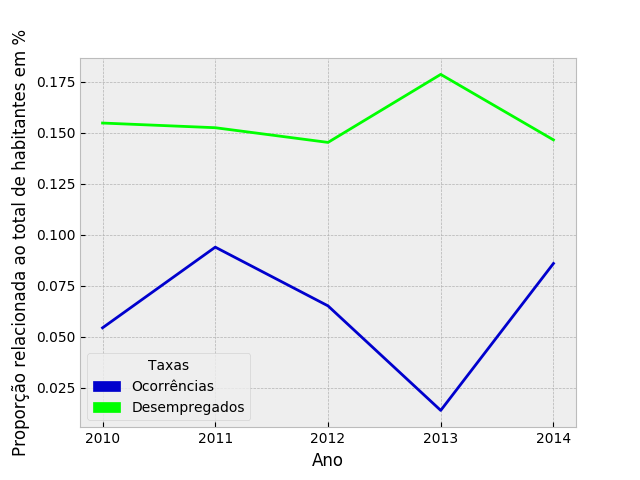 Proporção relacionada ao total de habitantes em %
0.175
0.150
0.125
0.100
0.075
0.050
0.025
Taxas
Ocorrências
Desempregados
2010 2011 2012 2013 2014
Ano